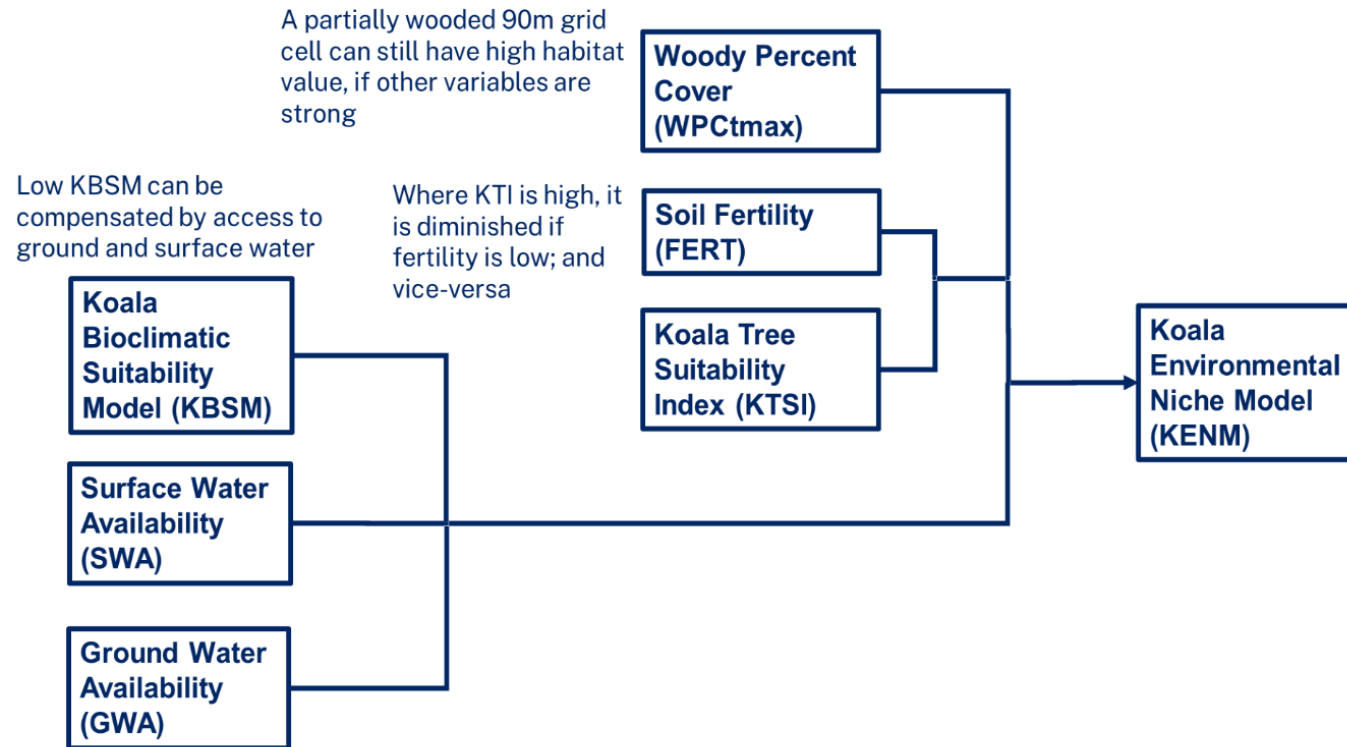 A partially wooded 90m grid
cell can still have high habitat
value, if other variables are
strong
Woody Percent
Cover
(WPCtmax)
Low KBSM can be
compensated by access to
ground and surface water
Where KTI is high, it
is diminished if
fertility is low; and
vice-versa
Soil Fertility
(FERT)
Koala
Bioclimatic
Suitability
Model (KBSM)
Koala Tree
Suitability
Index (KTSI)
Koala
Environmental
Niche Model
(KENM)
Surface Water
Availability
(SWA)
Ground Water
Availability
(GWA)